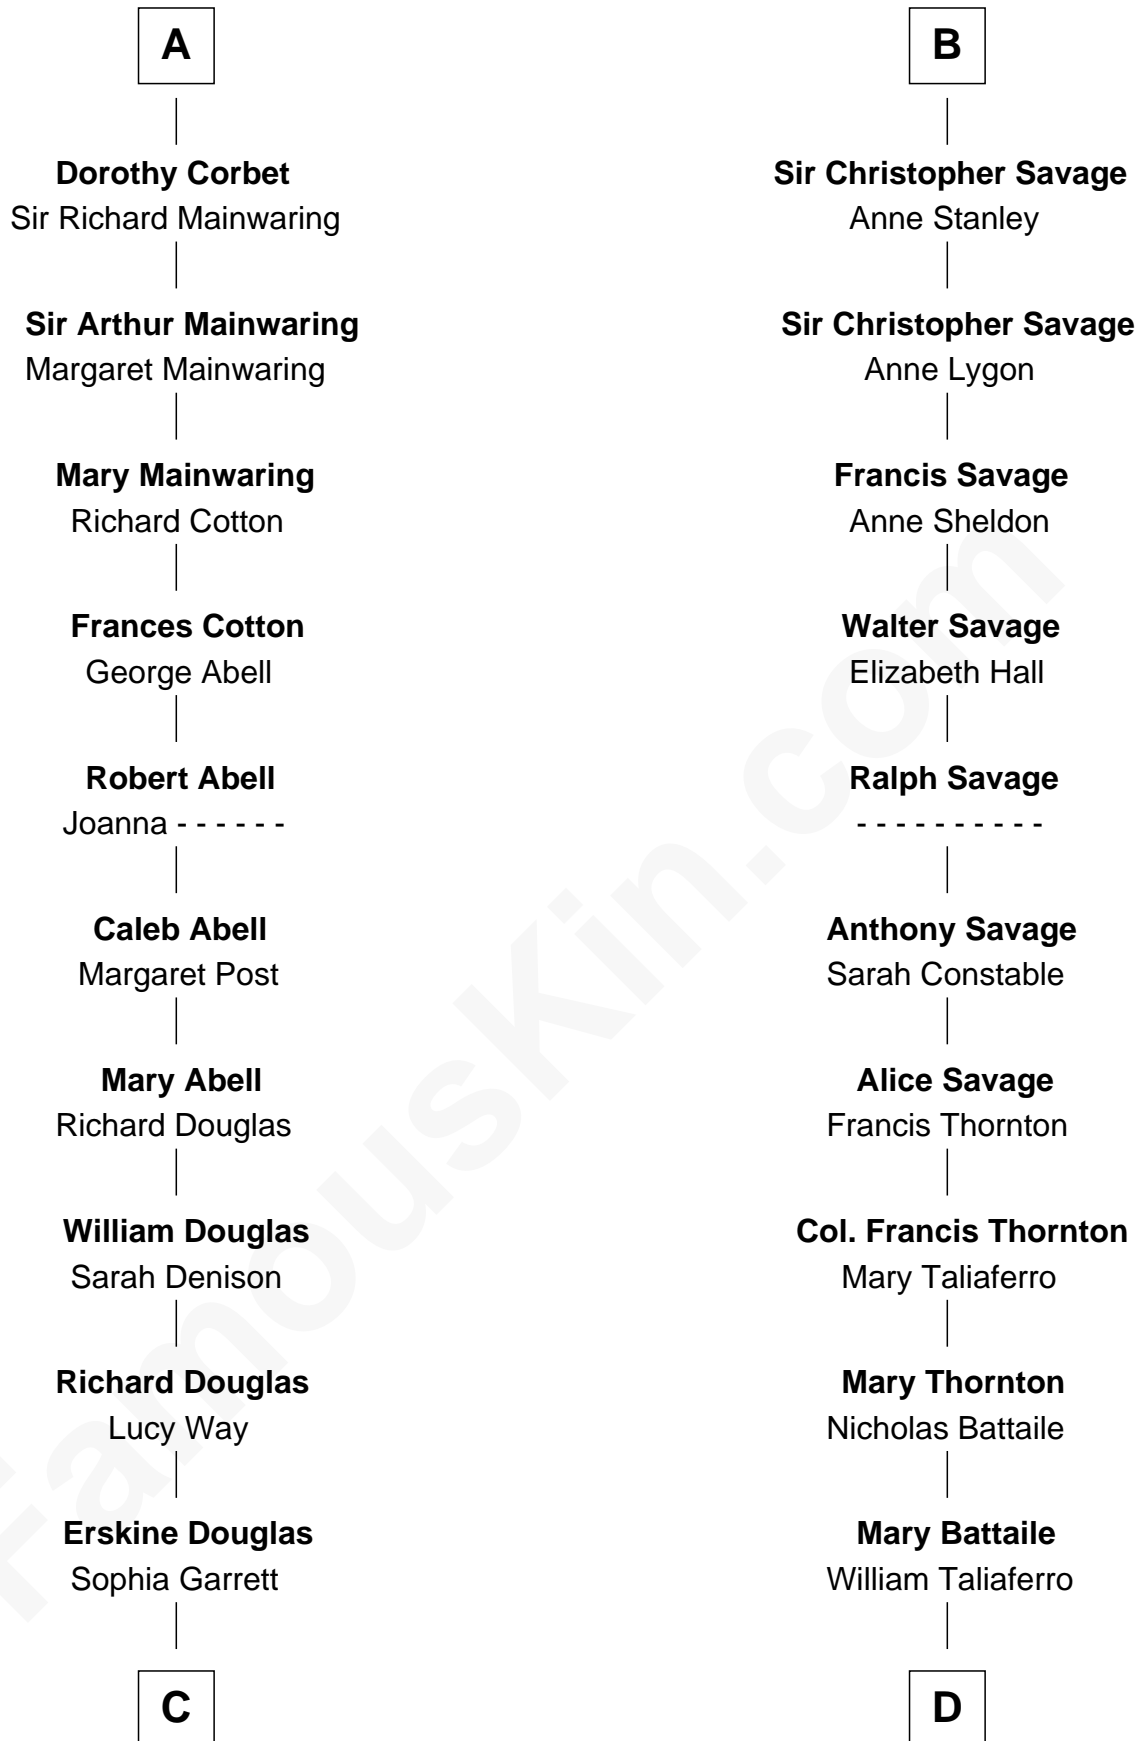 A
Dorothy Corbet
Sir Richard Mainwaring
Sir Arthur Mainwaring
Margaret Mainwaring
Mary Mainwaring
Richard Cotton
Frances Cotton
George Abell
Robert Abell
Joanna - - - - - -
Caleb Abell
Margaret Post
Mary Abell
Richard Douglas
William Douglas
Sarah Denison
Richard Douglas
Lucy Way
Erskine Douglas
Sophia Garrett
C
B
Sir Christopher Savage
Anne Stanley
Sir Christopher Savage
Anne Lygon
Francis Savage
Anne Sheldon
Walter Savage
Elizabeth Hall
Ralph Savage
- - - - - - - - - -
Anthony Savage
Sarah Constable
Alice Savage
Francis Thornton
Col. Francis Thornton
Mary Taliaferro
Mary Thornton
Nicholas Battaile
Mary Battaile
William Taliaferro
D
FamousKin.com